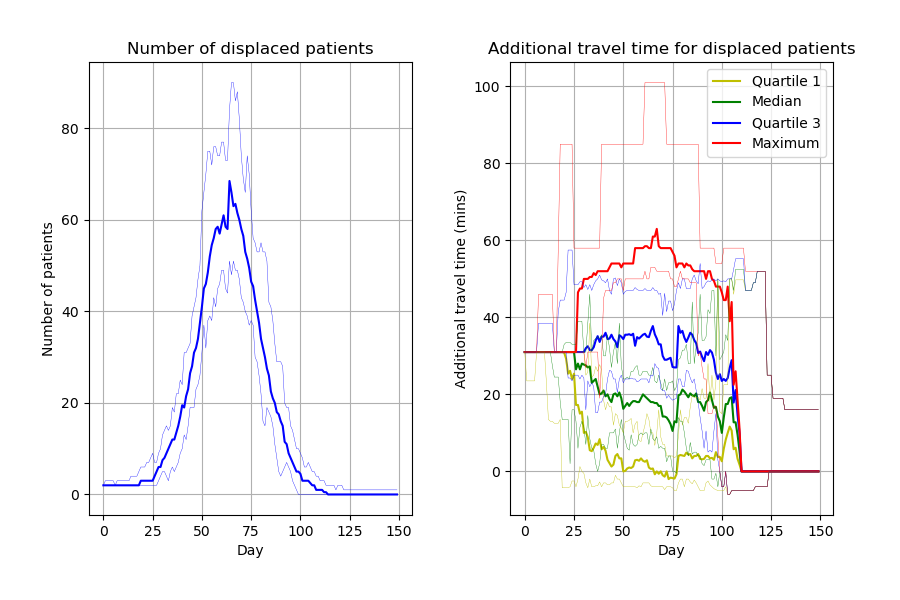 Number of displaced patients
Number of patients
80
60
40
20
0
0 25 50 75 100 125 150
Day
Additional travel time for displaced patients
Additional travel time (mins)
100
80
60
40
20
0
0 25 50 75 100 125 150
Day
Quartile 1
Median
Quartile 3
Maximum